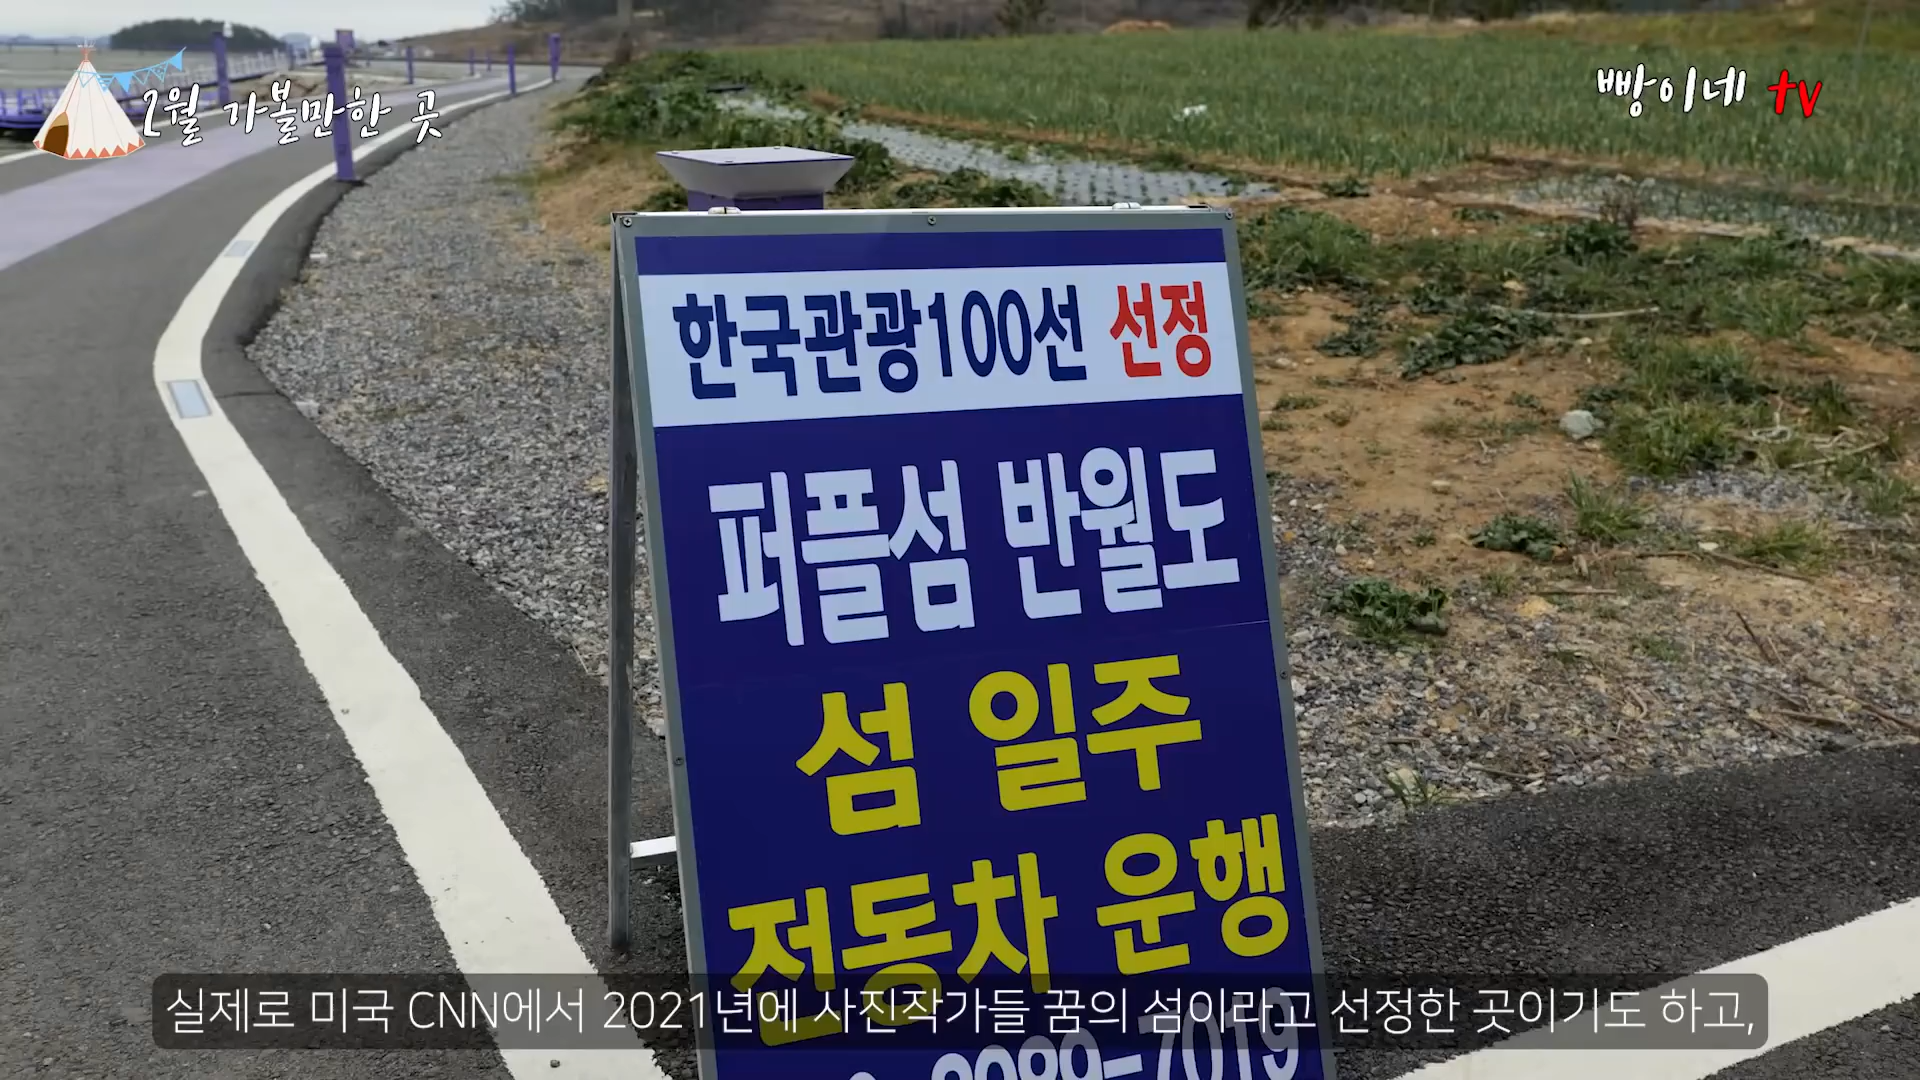 2월 가볼만한 곳
빵이네 tv
한국관광100선 선정
퍼플섬 반월도
섬 일주
전동차 운행
실제로 미국 CNN에서 2021년에 사진작가들 꿈의 섬이라고 선정한 곳이기도 하고,